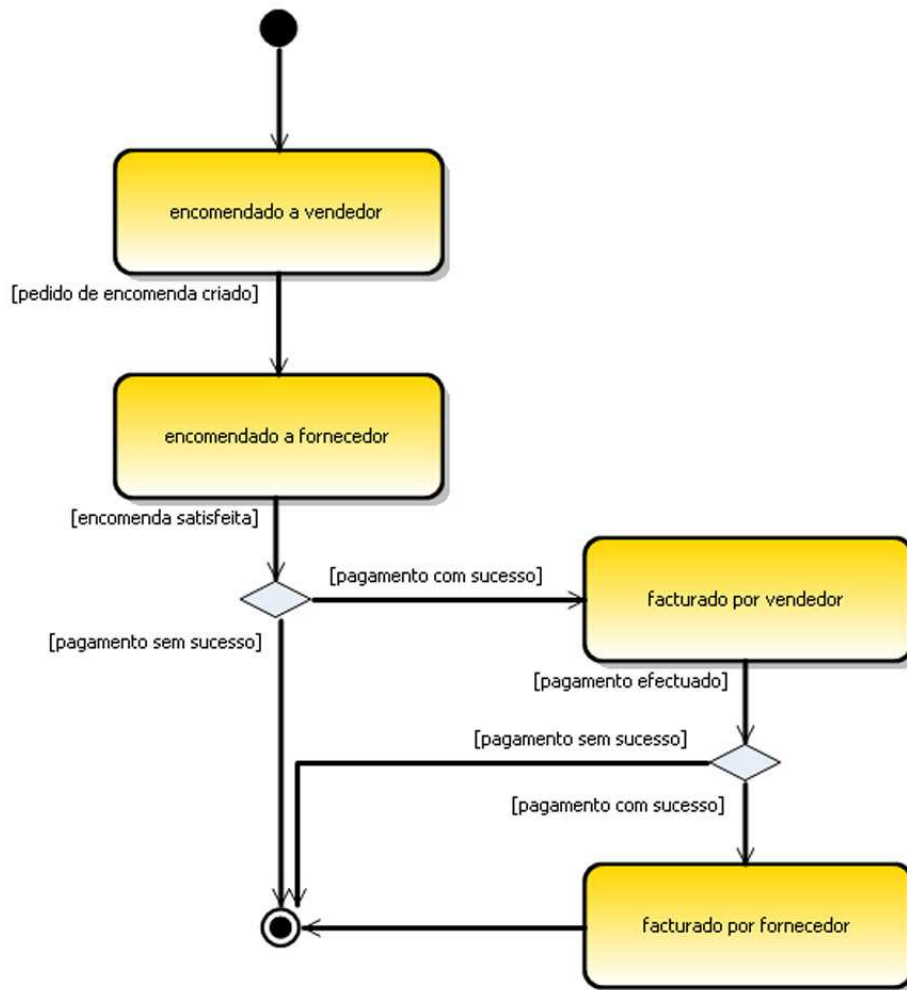 encomendado a vendedor
[pedido de encomenda criado]
encomendado a fornecedor
[encomenda satisfeita]
[pagamento com sucesso]
facturado por vendedor
[pagamento sem sucesso]
[pagamento efectuado]
[pagamento sem sucesso]
[pagamento com sucesso]
facturado por fornecedor